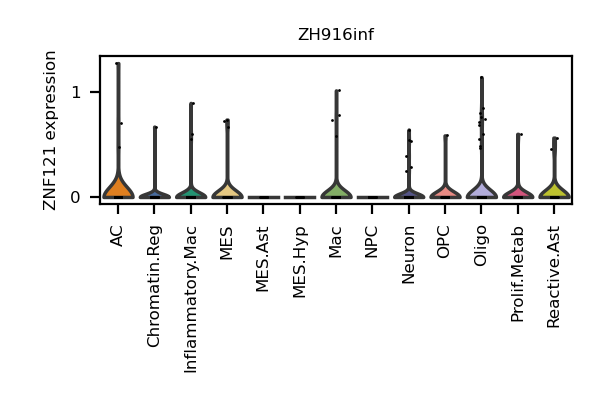 ZH916inf
ZNF121 expression
1
0
AC
Chromatin.Reg
Inflammatory.Mac
MES
MES.Ast
MES.Hyp
Mac
NPC
Neuron
OPC
Oligo
Prolif.Metab
Reactive.Ast